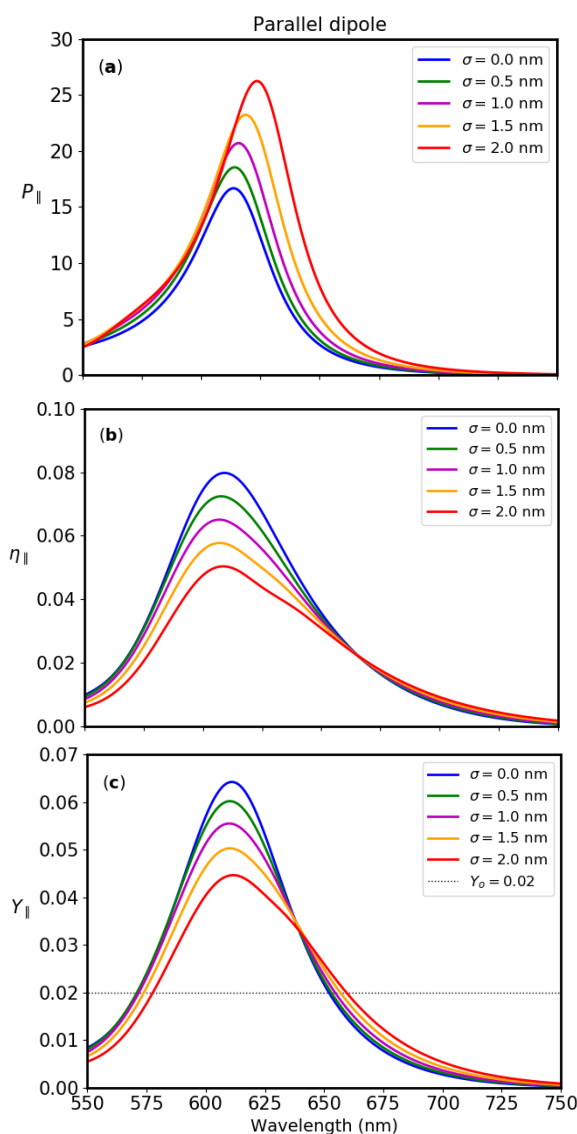 Parallel dipole
30
25
20
15
10
5
0
P∥
(a)
σ = 0.0 nm
σ = 0.5 nm
σ = 1.0 nm
σ = 1.5 nm
σ = 2.0 nm
0.10
0.08
0.06
0.04
0.02
0.00
η∥
(b)
σ = 0.0 nm
σ = 0.5 nm
σ = 1.0 nm
σ = 1.5 nm
σ = 2.0 nm
0.07
0.06
0.05
0.04
0.03
0.02
0.01
0.00
Y∥
(c)
σ = 0.0 nm
σ = 0.5 nm
σ = 1.0 nm
σ = 1.5 nm
σ = 2.0 nm
Yo = 0.02
550 575 600 625 650 675 700 725 750
Wavelength (nm)